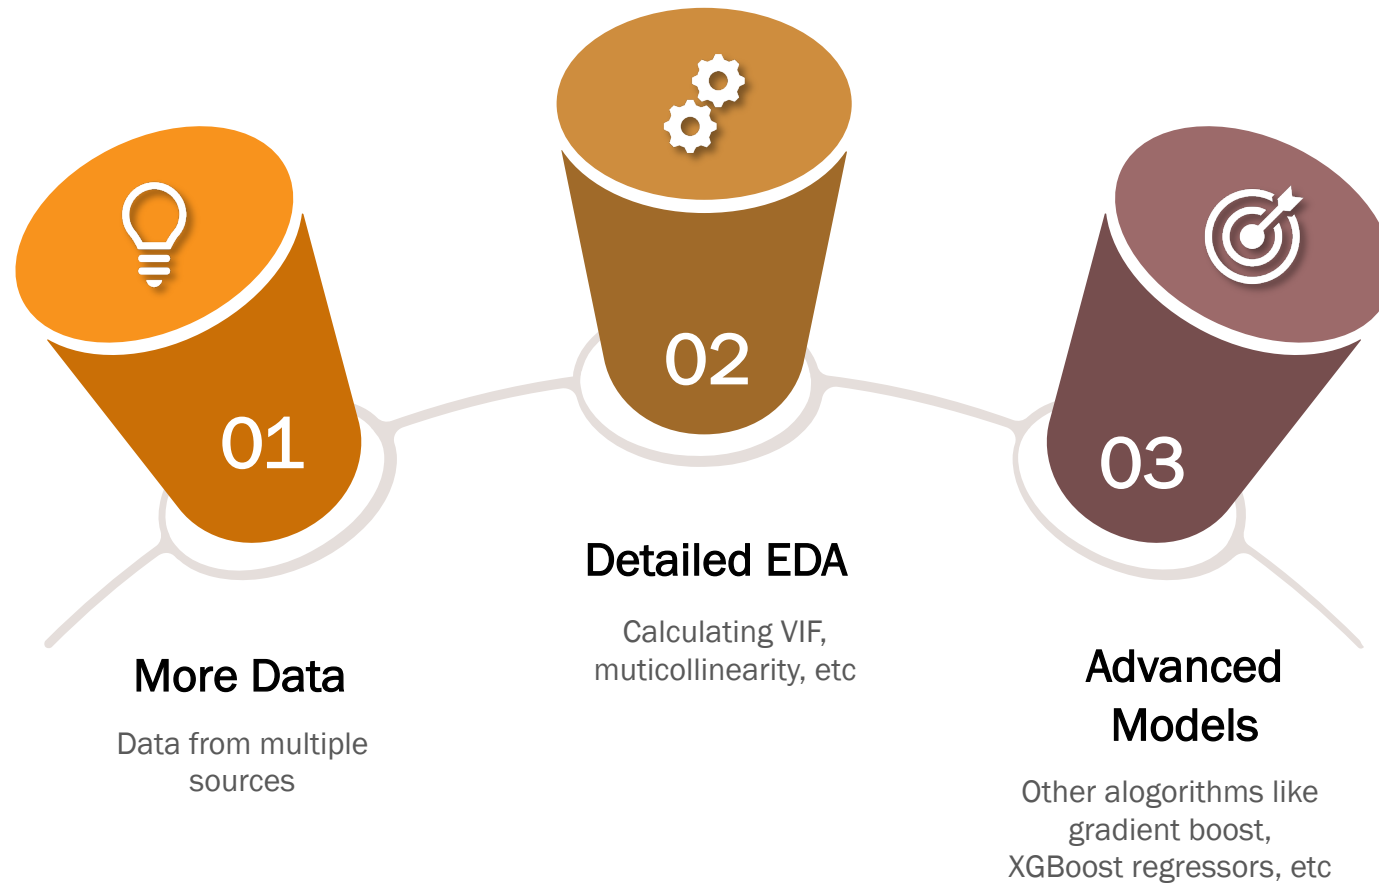 01
More Data
Data from multiple
sources
02
Detailed EDA
Calculating VIF,
muticollinearity, etc
03
Advanced
Models
Other alogorithms like
gradient boost,
XGBoost regressors, etc